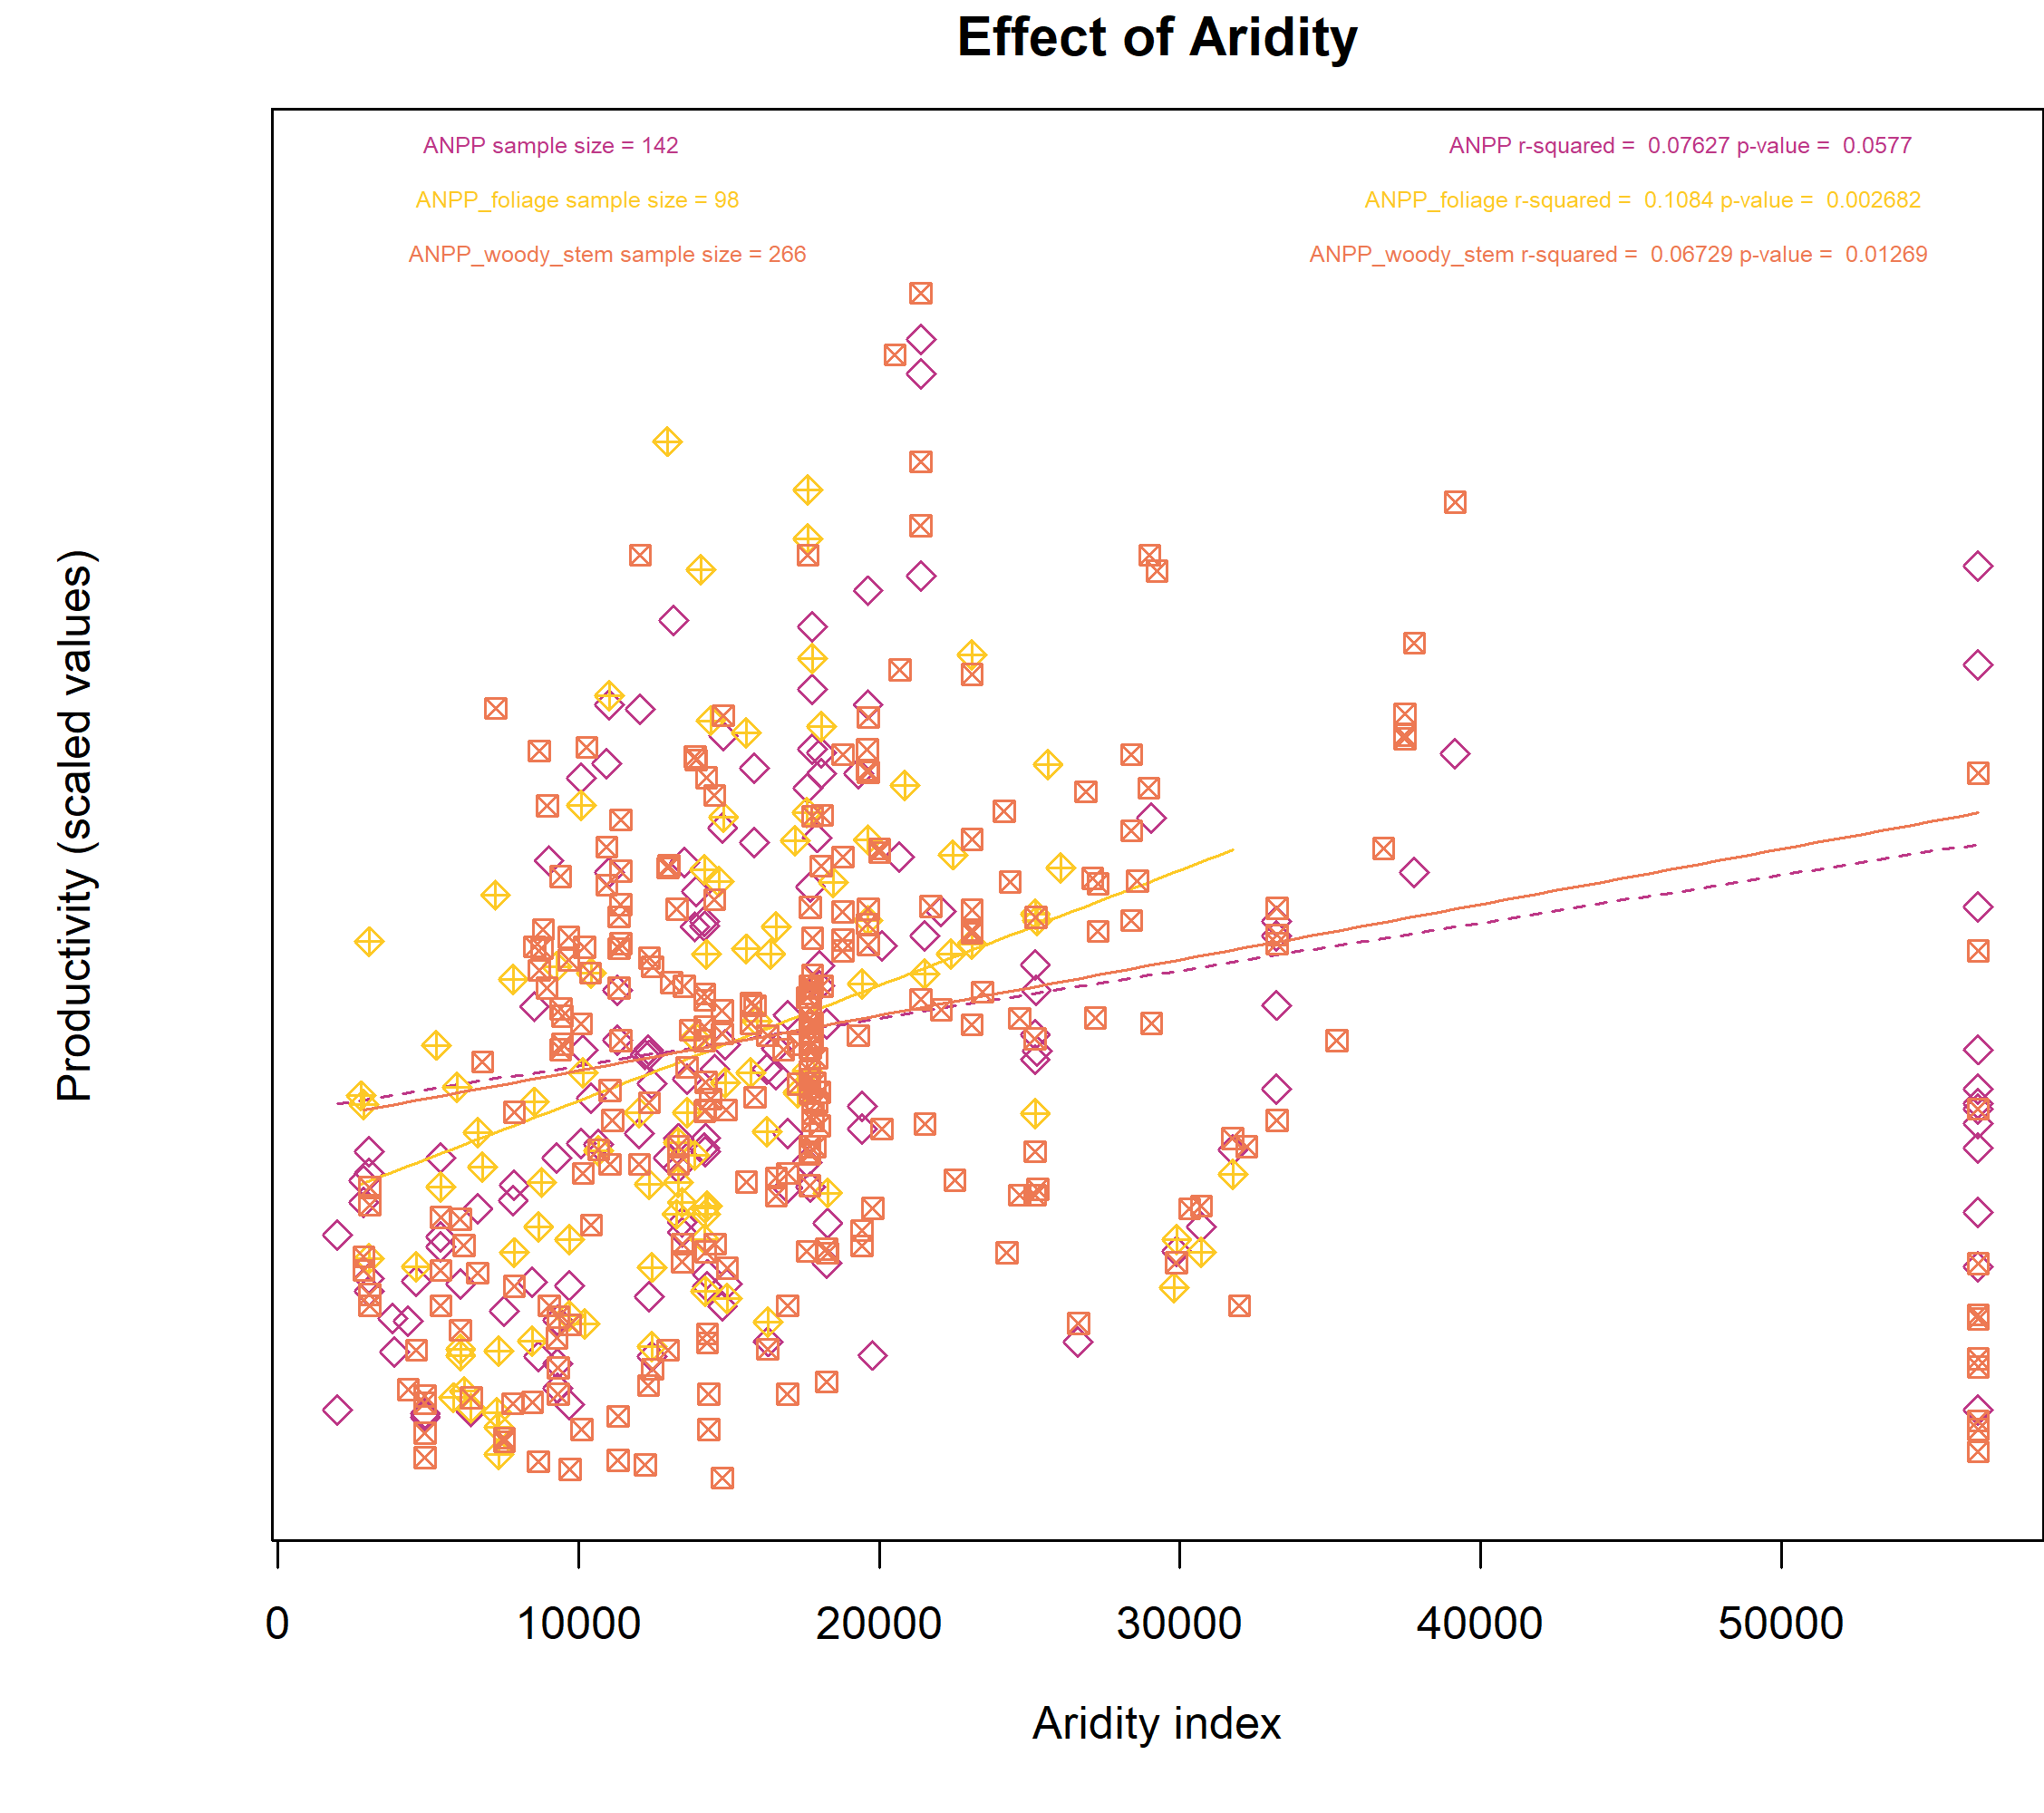 Effect of Aridity
ANPP sample size = 142
ANPP r-squared = 0.07627 p-value = 0.0577
ANPP_foliage sample size = 98
ANPP_foliage r-squared = 0.1084 p-value = 0.002682
ANPP_woody_stem sample size = 266
ANPP_woody_stem r-squared = 0.06729 p-value = 0.01269
Productivity (scaled values)
0 10000 20000 30000 40000 50000
Aridity index